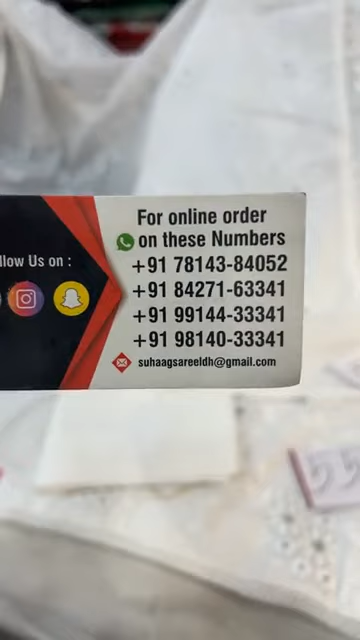 llow Us on :
For online order
on these Numbers
+91 78143-84052
+91 84271-63341
+91 99144-33341
+91 98140-33341
suhaagsareeldh@gmail.com
55